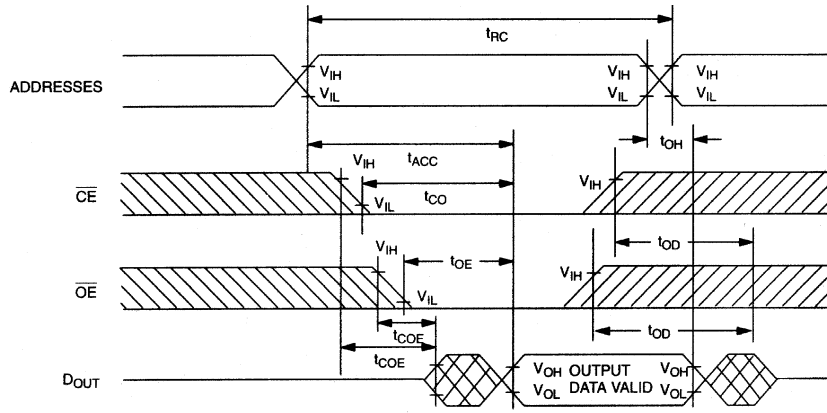 tRC
ADDRESSES
VIH VIH VIH
VIL VIL VIL
tOH
tACC
VIH VIH
CE
tCO
VIL
tOD
VIH VIH
OE
tOE
VIL
tCOE
tOD
tCOE
DOUT
VOH OUTPUT VOH
VOL DATA VALID VOL